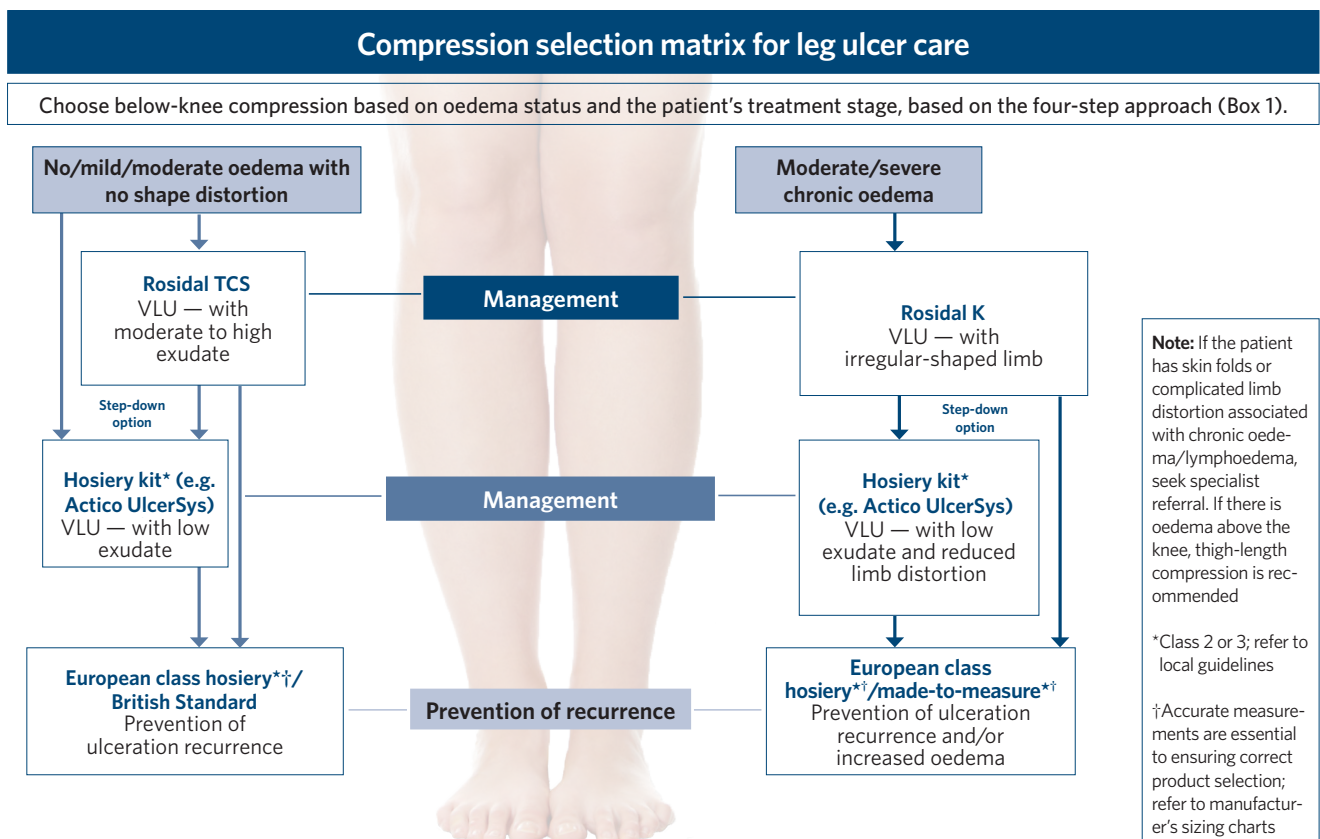 Compression selection matrix for leg ulcer care
Choose below-knee compression based on oedema status and the patient's treatment stage, based on the four-step approach (Box 1).
No/mild/moderate oedema with
no shape distortion
Moderate/severe
chronic oedema
Rosidal TCS
VLU — with
moderate to high
exudate
Management
Rosidal K
VLU — with
irregular-shaped limb
Step-down
option
Step-down
option
Hosiery kit* (e.g.
Actico UlcerSys)
VLU — with low
exudate
Management
Hosiery kit*
(e.g. Actico UlcerSys)
VLU — with low
exudate and reduced
limb distortion
European class hosiery*†/
British Standard
Prevention of
ulceration recurrence
Prevention of recurrence
European class
hosiery*†/made-to-measure*†
Prevention of ulceration
recurrence and/or
increased oedema
Note: If the patient
has skin folds or
complicated limb
distortion associated
with chronic oede-
ma/lymphoedema,
seek specialist
referral. If there is
oedema above the
knee, thigh-length
compression is rec-
ommended
*Class 2 or 3; refer to
local guidelines
†Accurate measure-
ments are essential
to ensuring correct
product selection;
refer to manufactur-
er's sizing charts